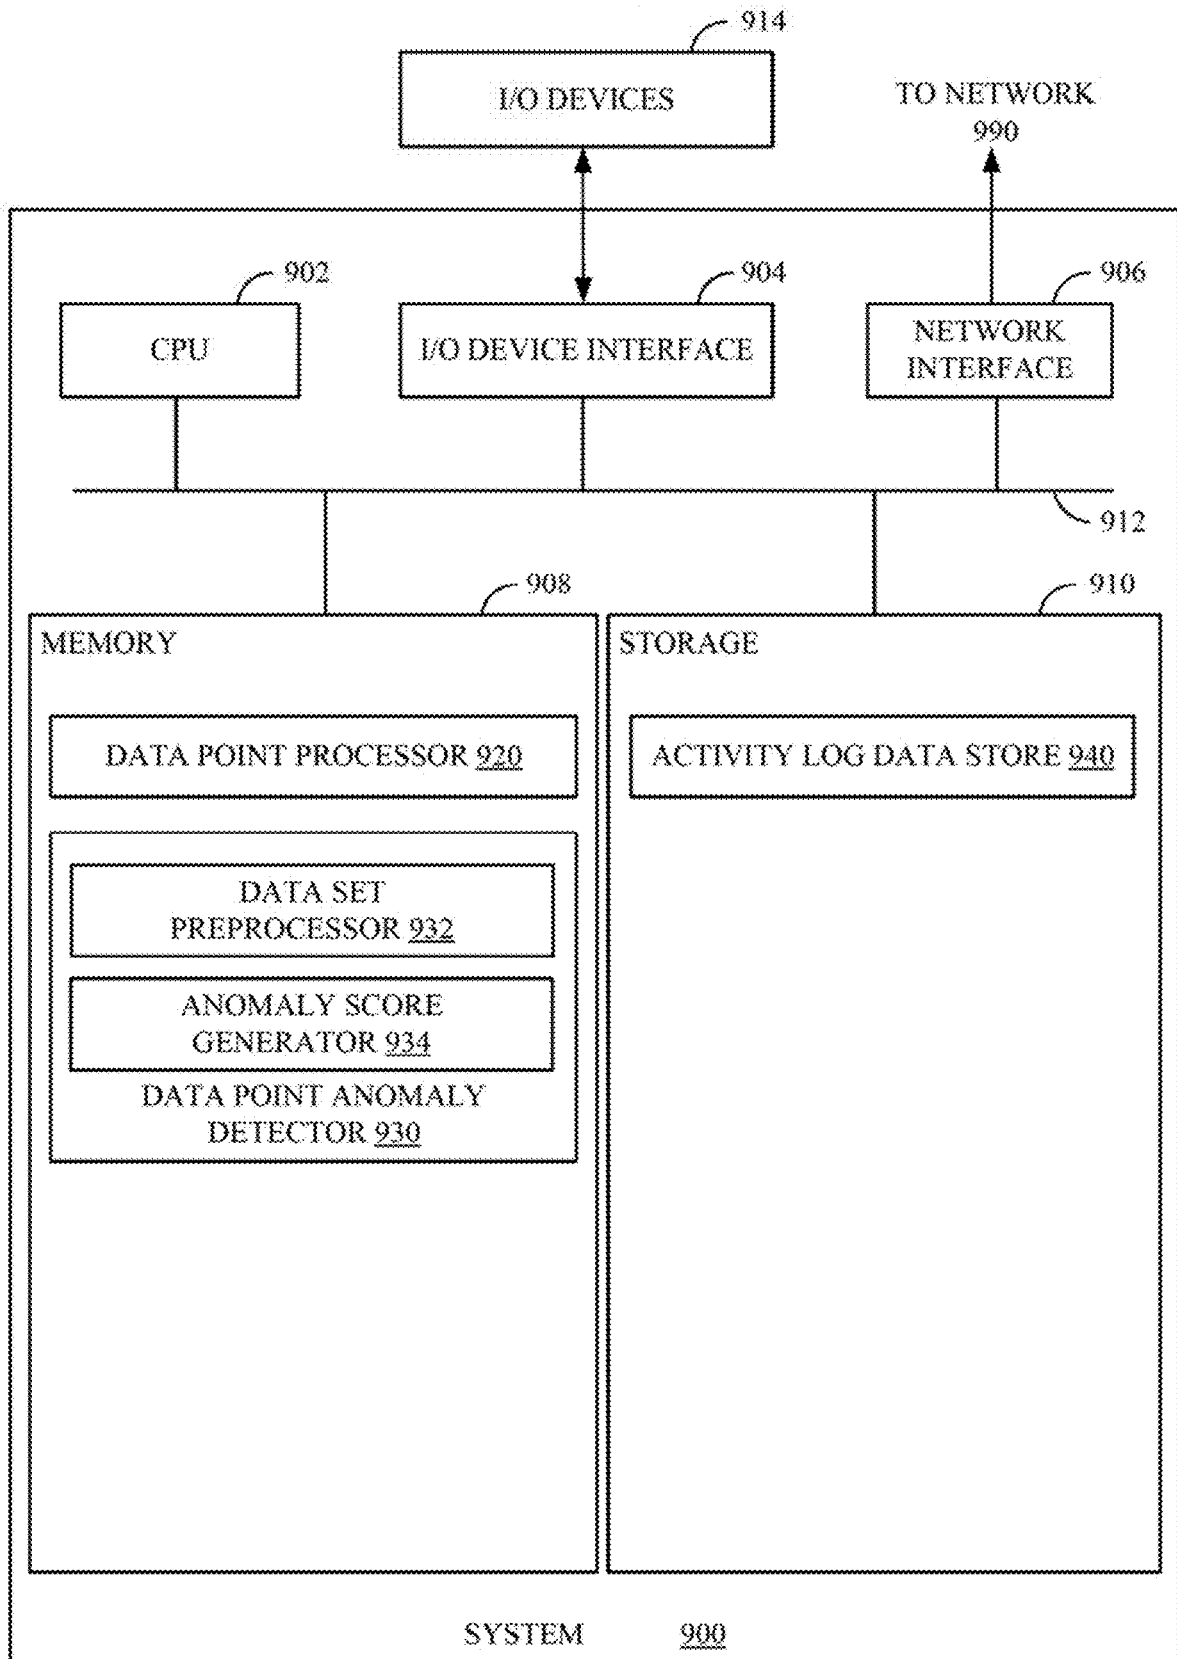 914
I/O DEVICES
TO NETWORK
990
902
904
906
CPU
I/O DEVICE INTERFACE
NETWORK
INTERFACE
912
908
910
MEMORY
STORAGE
DATA POINT PROCESSOR 920
ACTIVITY LOG DATA STORE 940
DATA SET
PREPROCESSOR 932
ANOMALY SCORE
GENERATOR 934
DATA POINT ANOMALY
DETECTOR 930
SYSTEM 900